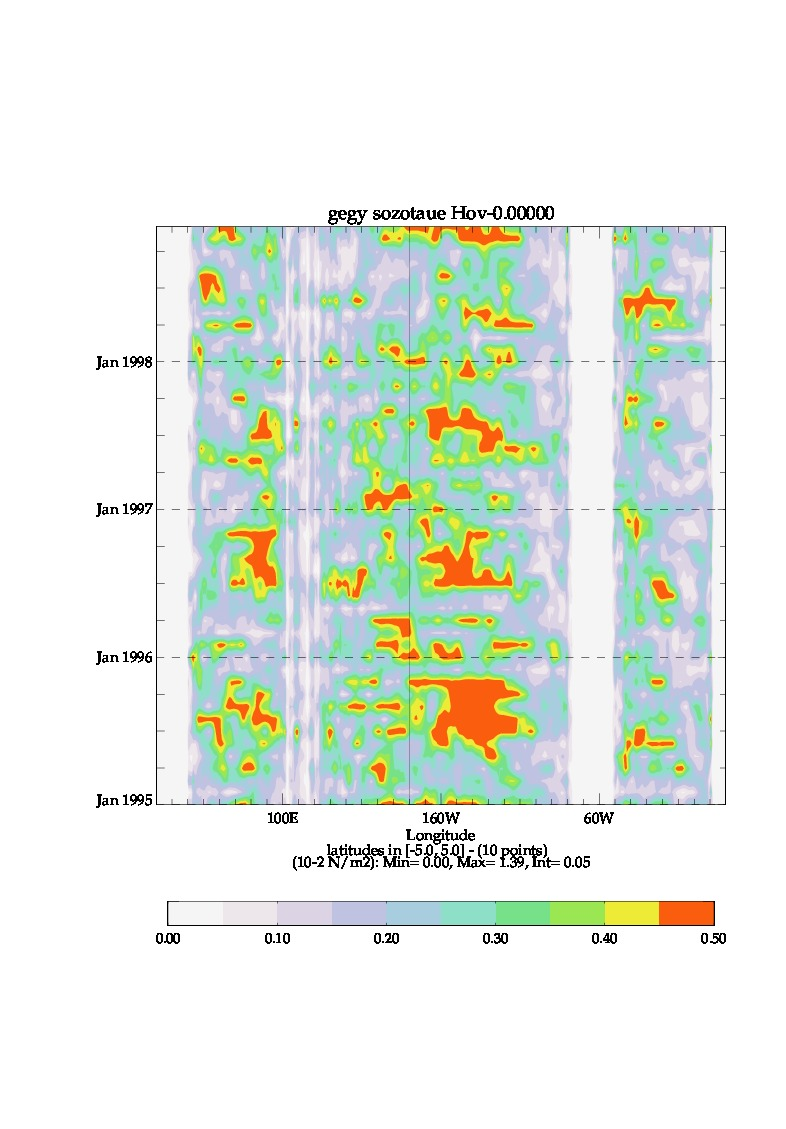 gegy sozotaue Hov-0.00000
Jan 1998
Jan 1997
Jan 1996
Jan 1995
100E 160W 60W
Longitude
latitudes in [-5.0, 5.0] - (10 points)
(10-2 N/m2): Min= 0.00, Max= 1.39, Int= 0.05
0.00 0.10 0.20 0.30 0.40 0.50